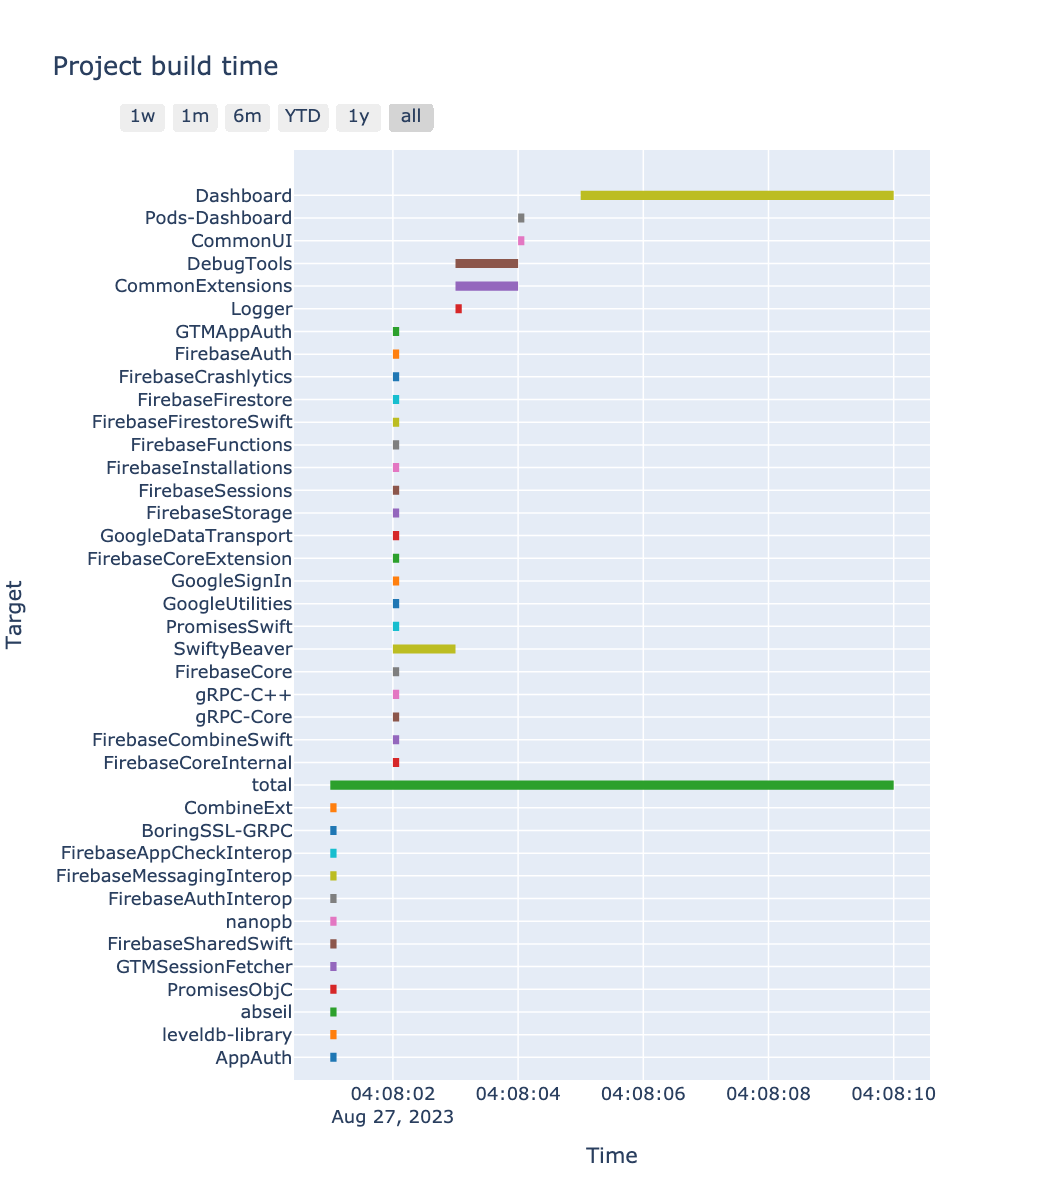 Project build time
1w 1m 6m YTD 1y all
Dashboard
Pods-Dashboard
CommonUI
DebugTools
CommonExtensions
Logger
GTMAppAuth
FirebaseAuth
FirebaseCrashlytics
FirebaseFirestore
FirebaseFirestoreSwift
FirebaseFunctions
FirebaseInstallations
FirebaseSessions
FirebaseStorage
GoogleDataTransport
FirebaseCoreExtension
GoogleSignIn
GoogleUtilities
PromisesSwift
SwiftyBeaver
FirebaseCore
gRPC-C++
gRPC-Core
FirebaseCombineSwift
FirebaseCoreInternal
total
CombineExt
BoringSSL-GRPC
FirebaseAppCheckInterop
FirebaseMessagingInterop
FirebaseAuthInterop
nanopb
FirebaseSharedSwift
GTMSessionFetcher
PromisesObjC
abseil
leveldb-library
AppAuth
Target
04:08:02 04:08:04 04:08:06 04:08:08 04:08:10
Aug 27, 2023
Time